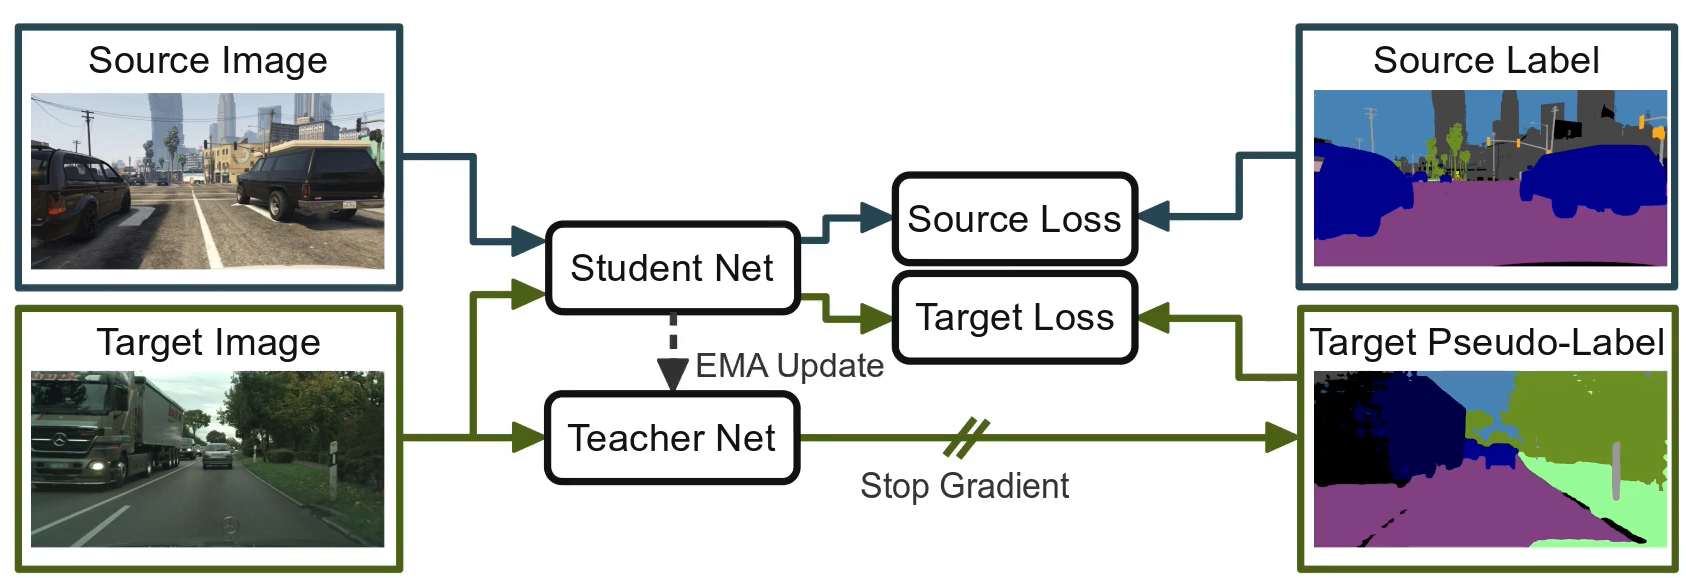 Source Image
Source Label
Source Loss
Student Net
Target Loss
Target Image
Target Pseudo-Label
EMA Update
Teacher Net
Stop Gradient